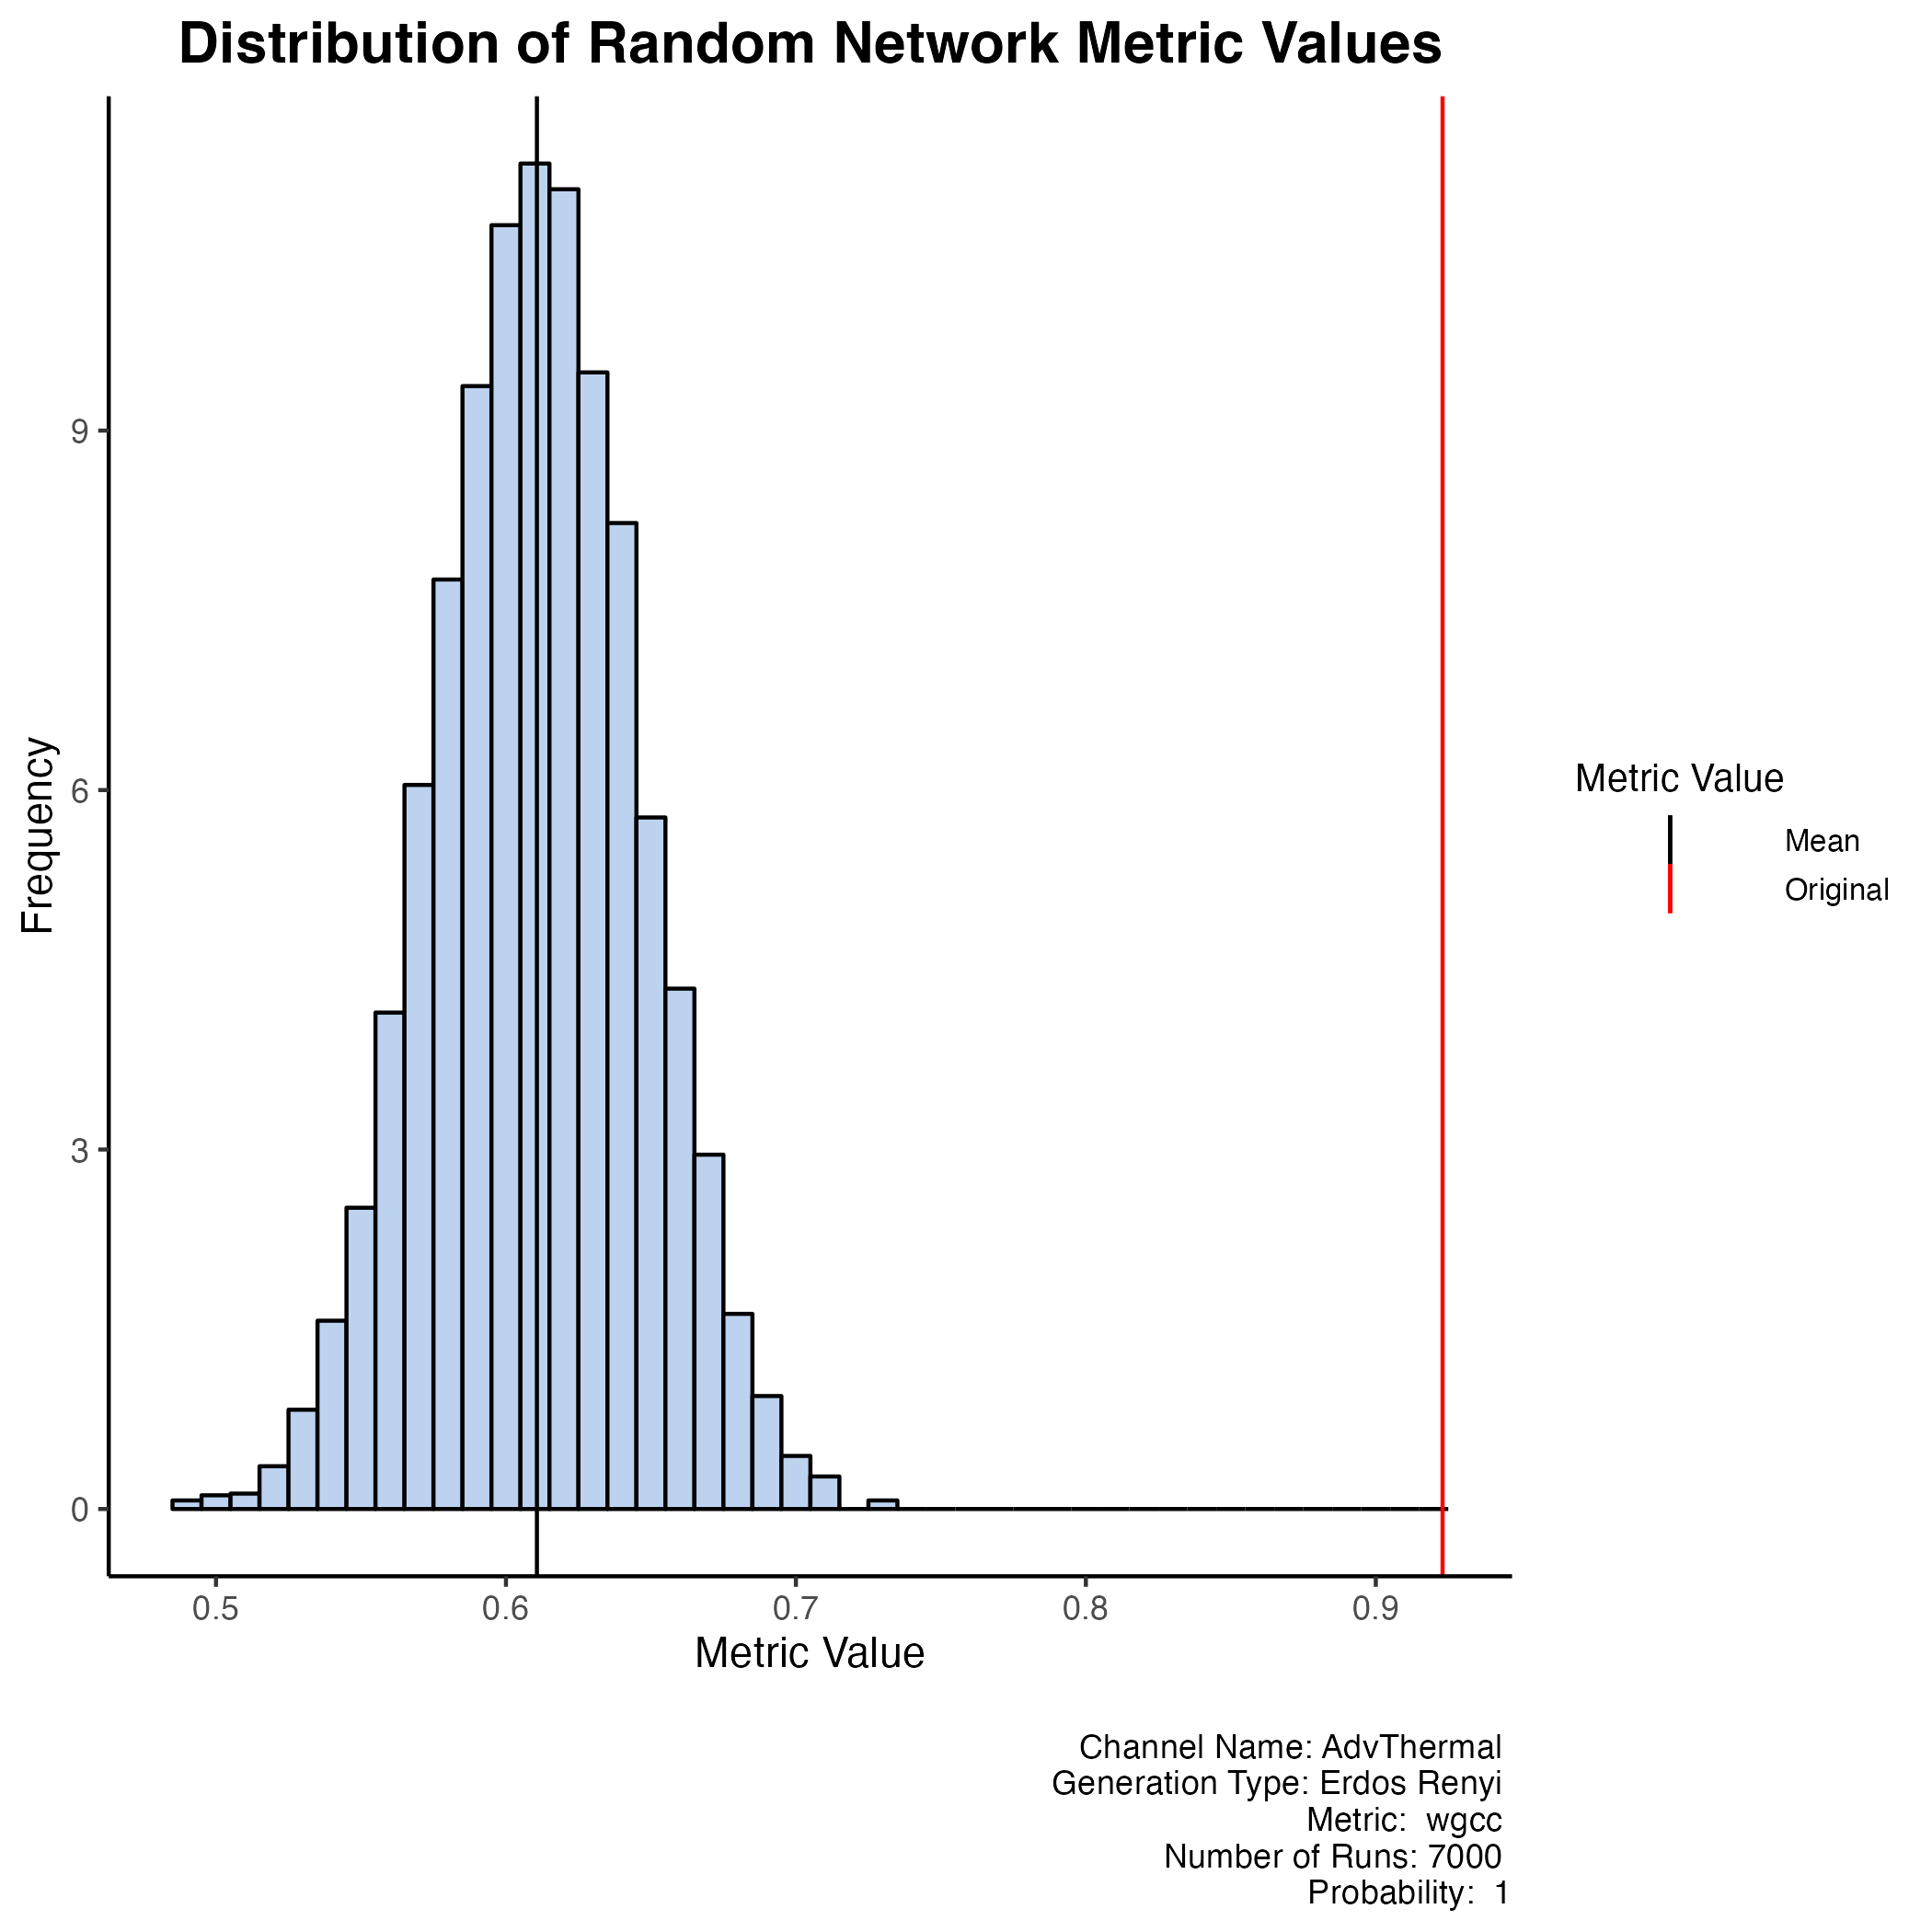 Distribution of Random Network Metric Values
Frequency
9
6
3
0
0.5
0.6
0.7
0.8
0.9
Metric Value
Metric Value
Mean
Original
Channel Name: AdvThermal
Generation Type: Erdos Renyi
Metric:  wgcc
Number of Runs: 7000
Probability:  1